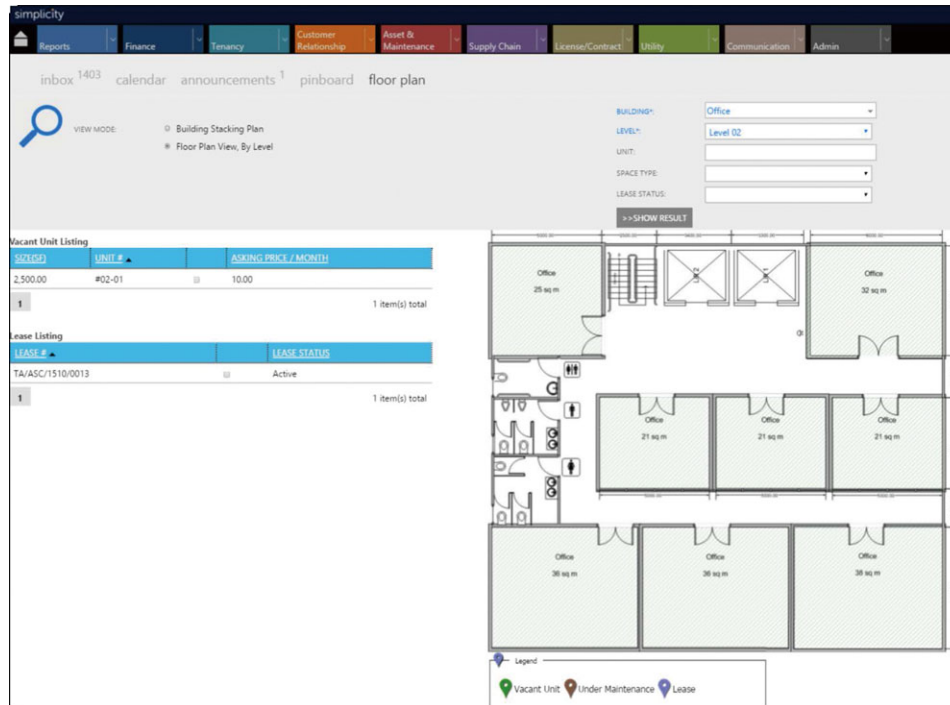 simplicity
Reports Finance Tenancy Customer Relationship Asset & Maintenance Supply Chain License/Contract Utility Communication Admin
inbox 1403 calendar announcements 1 pinboard floor plan
VIEW MODE:
Building Stacking Plan
Floor Plan View, By Level
BUILDING*: Office
LEVEL*: Level 02
UNIT:
SPACE TYPE:
LEASE STATUS:
>>SHOW RESULT
Vacant Unit Listing
SIZE(SF) UNIT # ASKING PRICE / MONTH
2,500.00 #02-01 10.00
1 1 item(s) total
Lease Listing
LEASE # LEASE STATUS
TA/ASC/1510/0013 Active
1 1 item(s) total
Office
25 sq m
Lift 2
Lift 1
Office
32 sq m
Office Office Office
21 sq m 21 sq m 21 sq m
Office Office Office
36 sq m 36 sq m 38 sq m
Legend
Vacant Unit Under Maintenance Lease